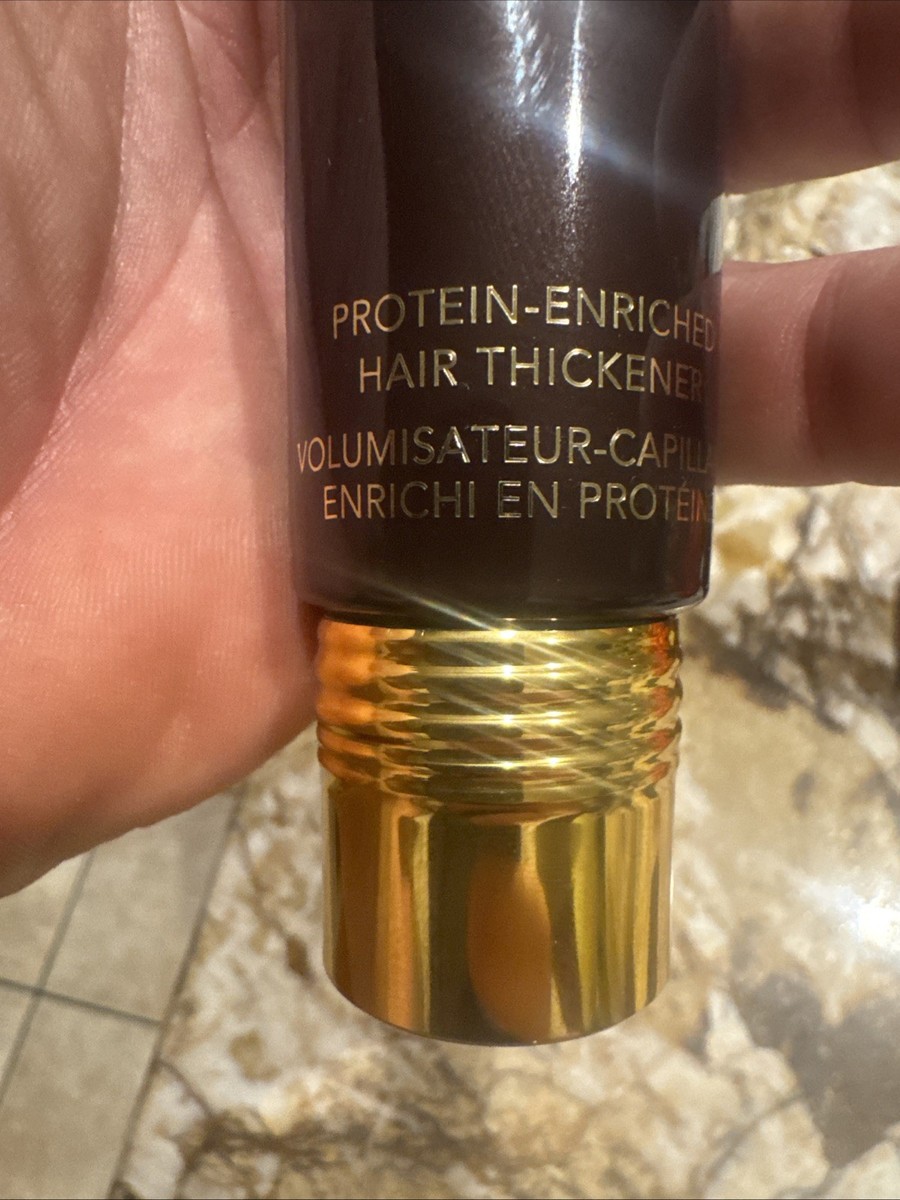 PROTEIN-ENRICHED
HAIR THICKENER
VOLUMISATEUR-CAPILLA
ENRICHI EN PROTÉIN